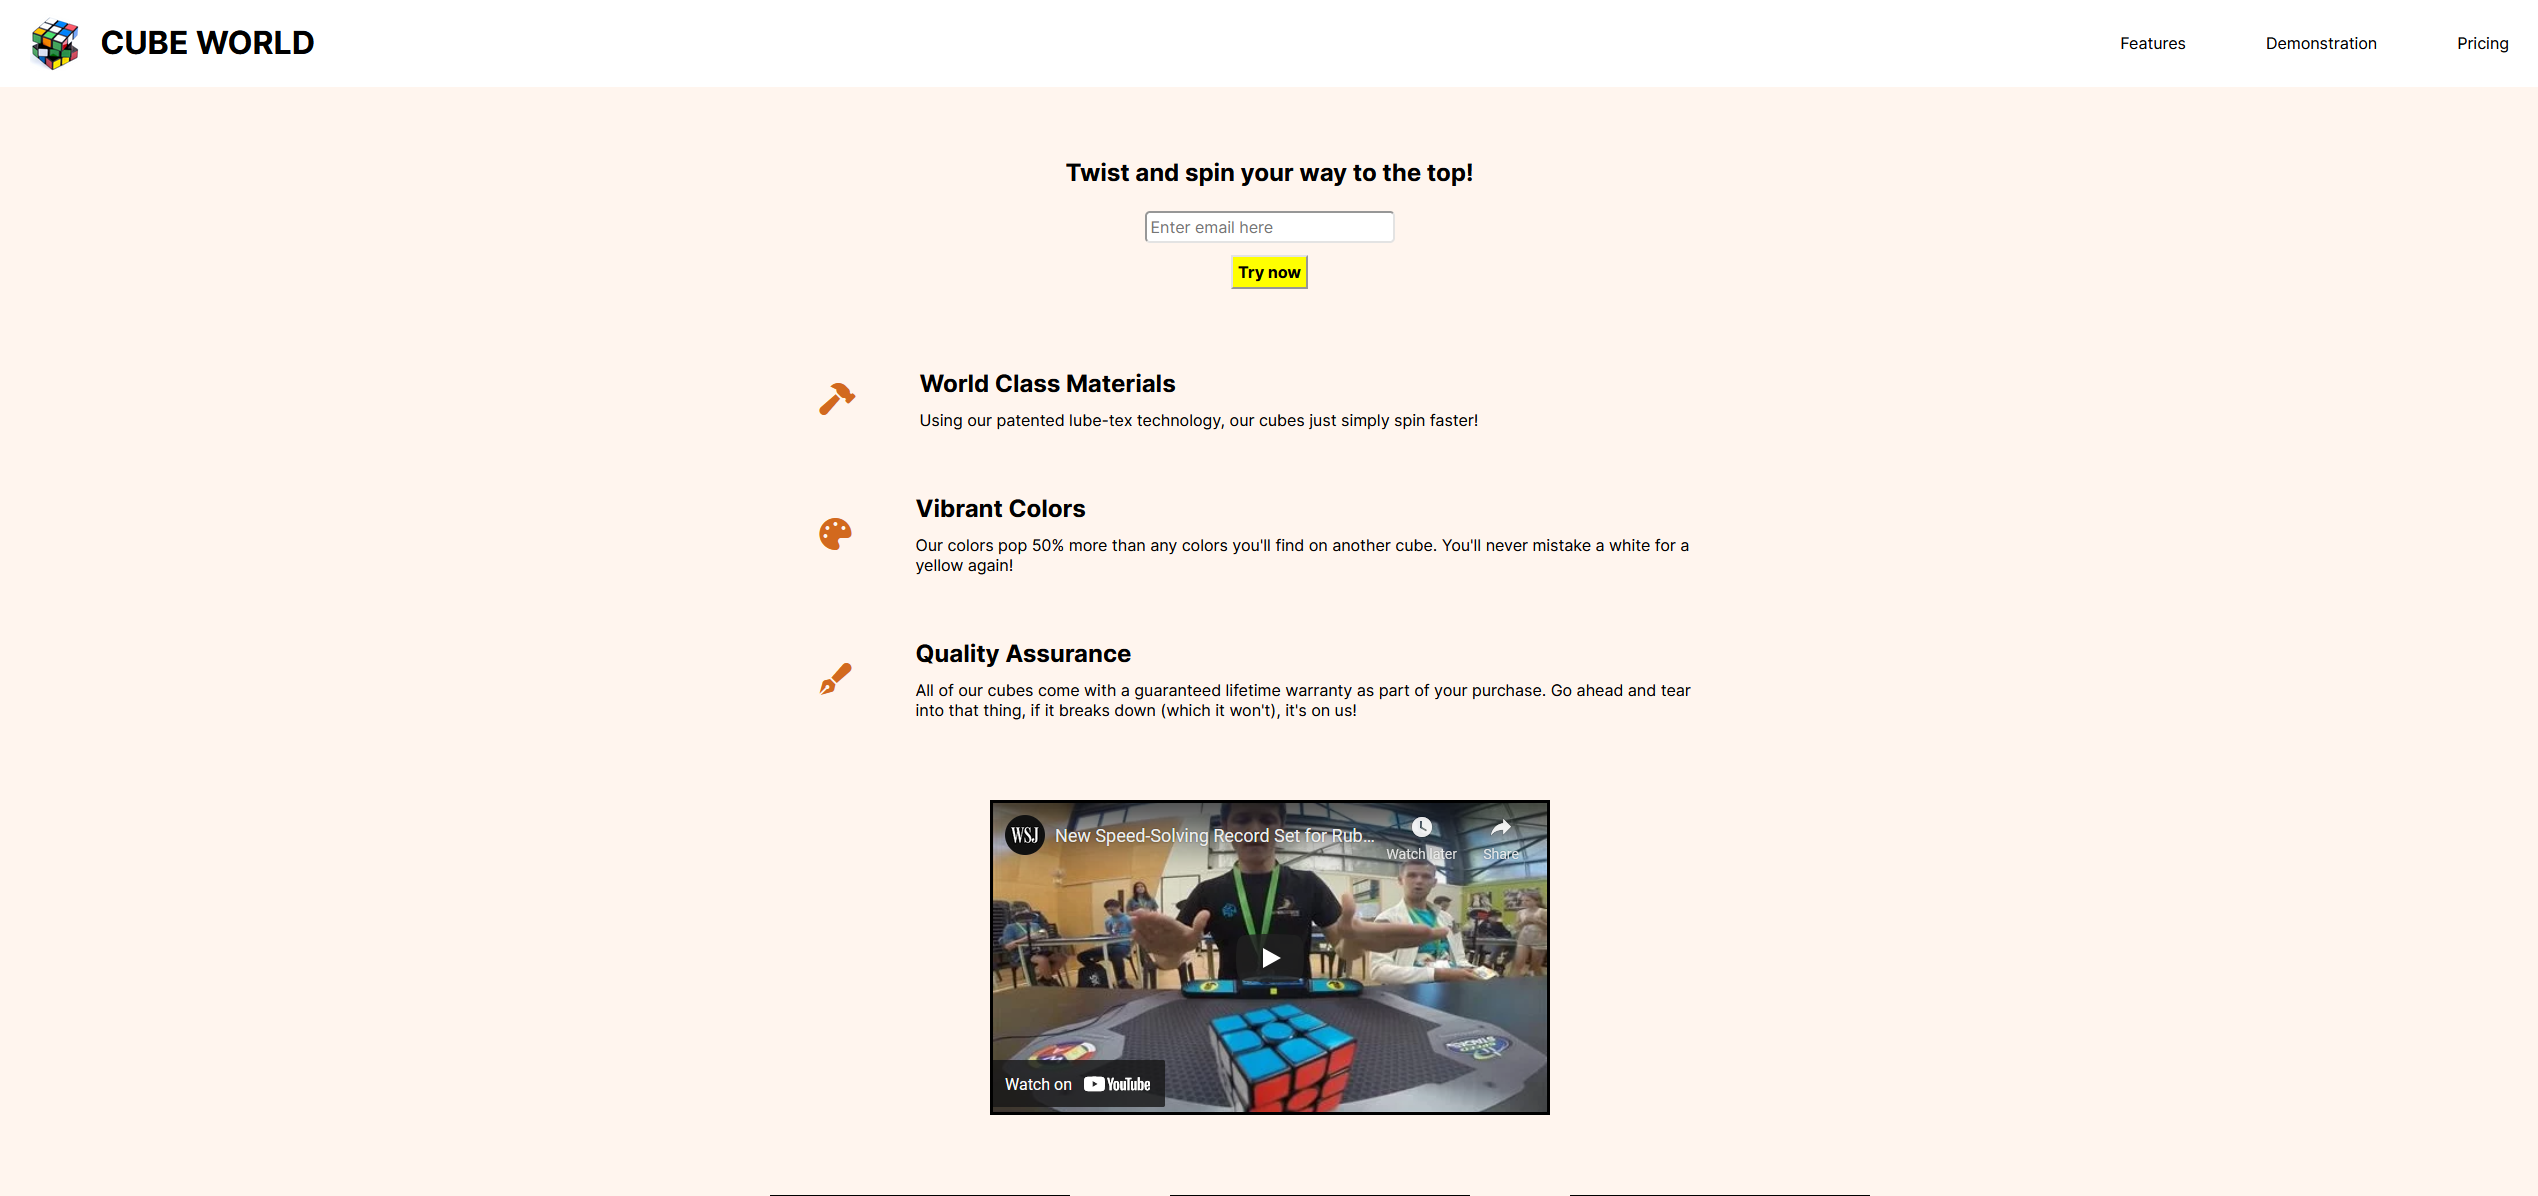 CUBE WORLD
Features
Demonstration
Pricing
Twist and spin your way to the top!
Enter email here
Try now
World Class Materials
Using our patented lube-tex technology, our cubes just simply spin faster!
Vibrant Colors
Our colors pop 50% more than any colors you'll find on another cube. You'll never mistake a white for a
yellow again!
Quality Assurance
All of our cubes come with a guaranteed lifetime warranty as part of your purchase. Go ahead and tear
into that thing, if it breaks down (which it won't), it's on us!
WSJ
New Speed-Solving Record Set for Rub...
Watch later
Share
Watch on YouTube